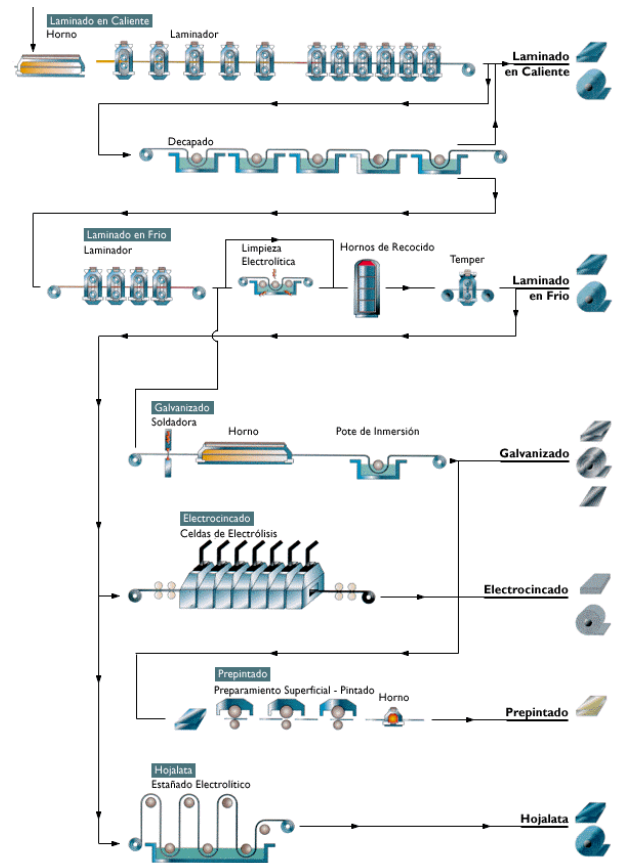 Laminado en Caliente
Horno
Laminador
Laminado
en Caliente
Decapado
Laminado en Frio
Laminador
Limpieza
Electrolitica
Hornos de Recocido
Temper
Laminado
en Frio
Galvanizado
Soldadora
Horno
Pote de Inmersión
Galvanizado
Electrocincado
Celdas de Electrólisis
Electrocincado
Prepintado
Preparamiento Superficial - Pintado
Horno
Prepintado
Hojalata
Estañado Electrolítico
Hojalata